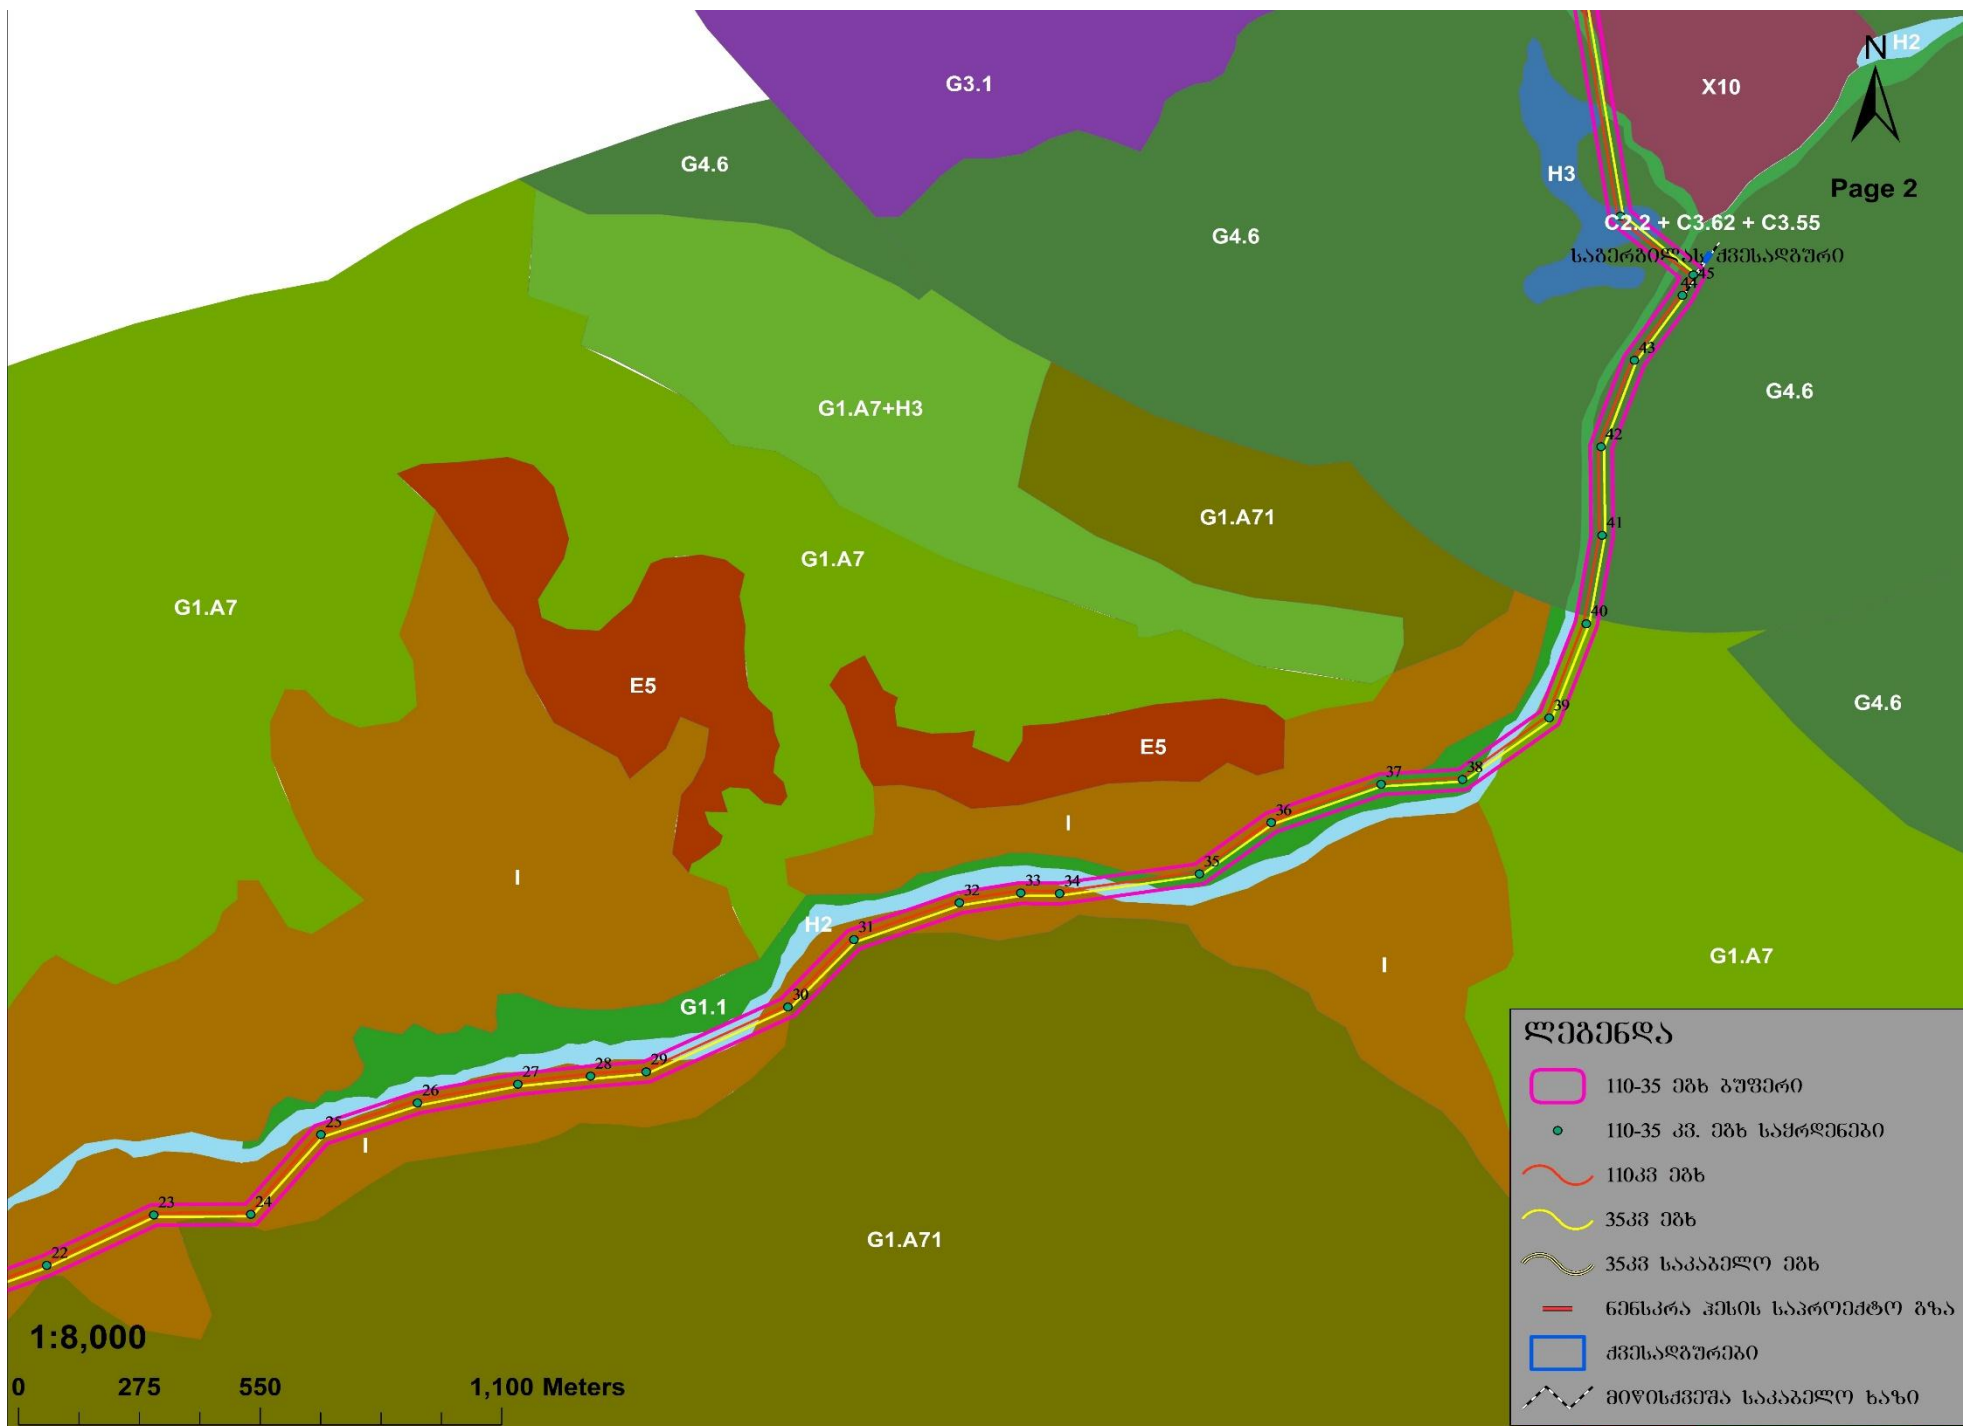 G3.1
N
H2
X10
G4.6
H3
Page 2
C2.2 + C3.62 + C3.55
G4.6
საგერგილას ქვესადგური
45
44
43
G4.6
G1.A7+H3
42
G1.A71
41
G1.A7
G1.A7
40
E5
G4.6
39
E5
37
38
36
I
I
35
33
34
32
H2
31
I
G1.A7
G1.1
30
29
28
27
26
25
I
24
23
22
G1.A71
1:8,000
0 275 550 1,100 Meters
ლეგენდა
110-35 ეგხ ბუფერი
110-35 კვ. ეგხ საყრდენები
110კვ ეგხ
35კვ ეგხ
35კვ საკაბელო ეგხ
ნენსკრა ჰესის საპროექტო გზა
ქვესადგურები
მიწისქვეშა საკაბელო ხაზი